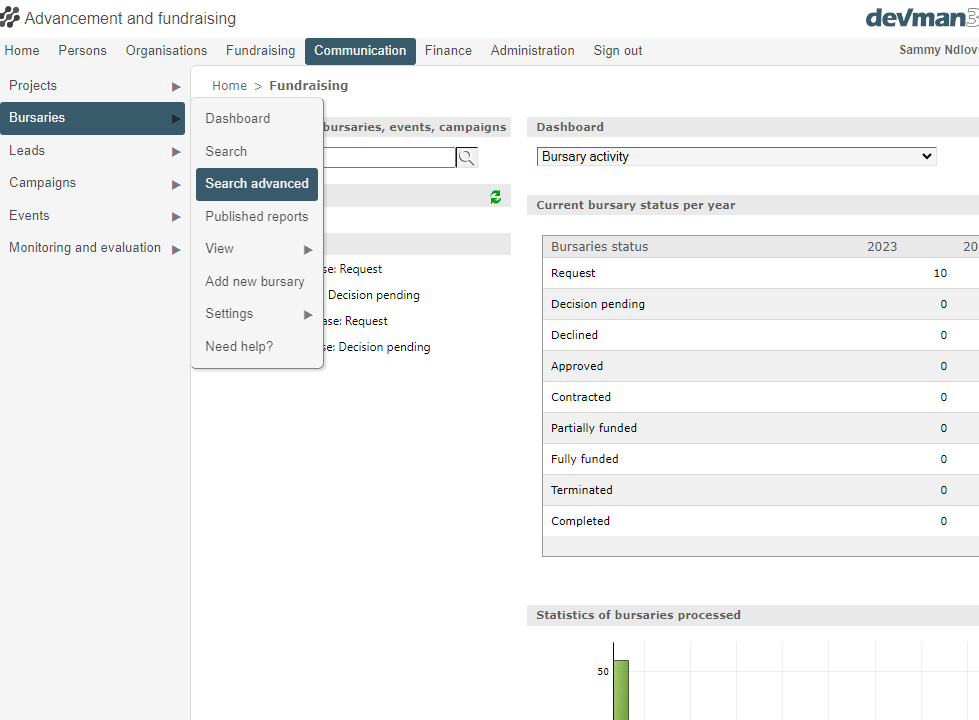 Advancement and fundraising
devman3
Home Persons Organisations Fundraising Communication Finance Administration Sign out
Sammy Ndlov
Projects
Bursaries
Leads
Campaigns
Events
Monitoring and evaluation
Home > Fundraising
Dashboard
Search
Search advanced
Published reports
View
Add new bursary
Settings
Need help?
bursaries, events, campaigns
se: Request
Decision pending
ase: Request
se: Decision pending
Dashboard
Bursary activity
Current bursary status per year
Bursaries status 2023 20
Request 10
Decision pending 0
Declined 0
Approved 0
Contracted 0
Partially funded 0
Fully funded 0
Terminated 0
Completed 0
Statistics of bursaries processed
50